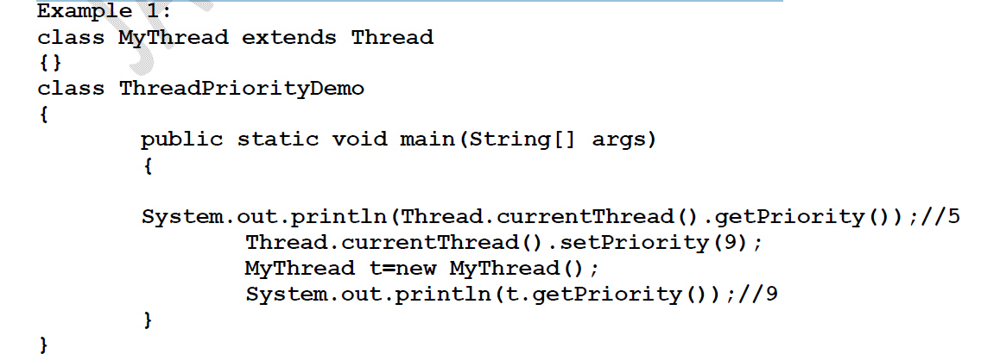 Example 1:
class MyThread extends Thread
{}
class ThreadPriorityDemo
{
public static void main(String[] args)
{
System.out.println(Thread.currentThread().getPriority());//5
Thread.currentThread().setPriority(9);
MyThread t=new MyThread();
System.out.println(t.getPriority());//9
}
}